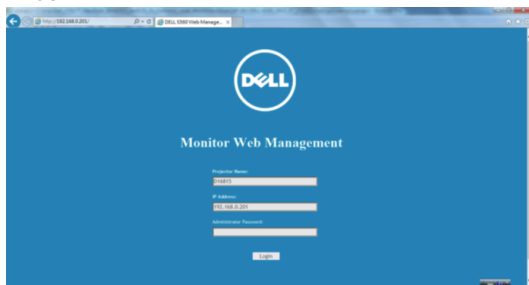 http://192.168.0.201/
DELL S560 Web Manage...
DELL
Monitor Web Management
Projector Name:
IP Address:
192.168.0.201
Administrator Password:
Login